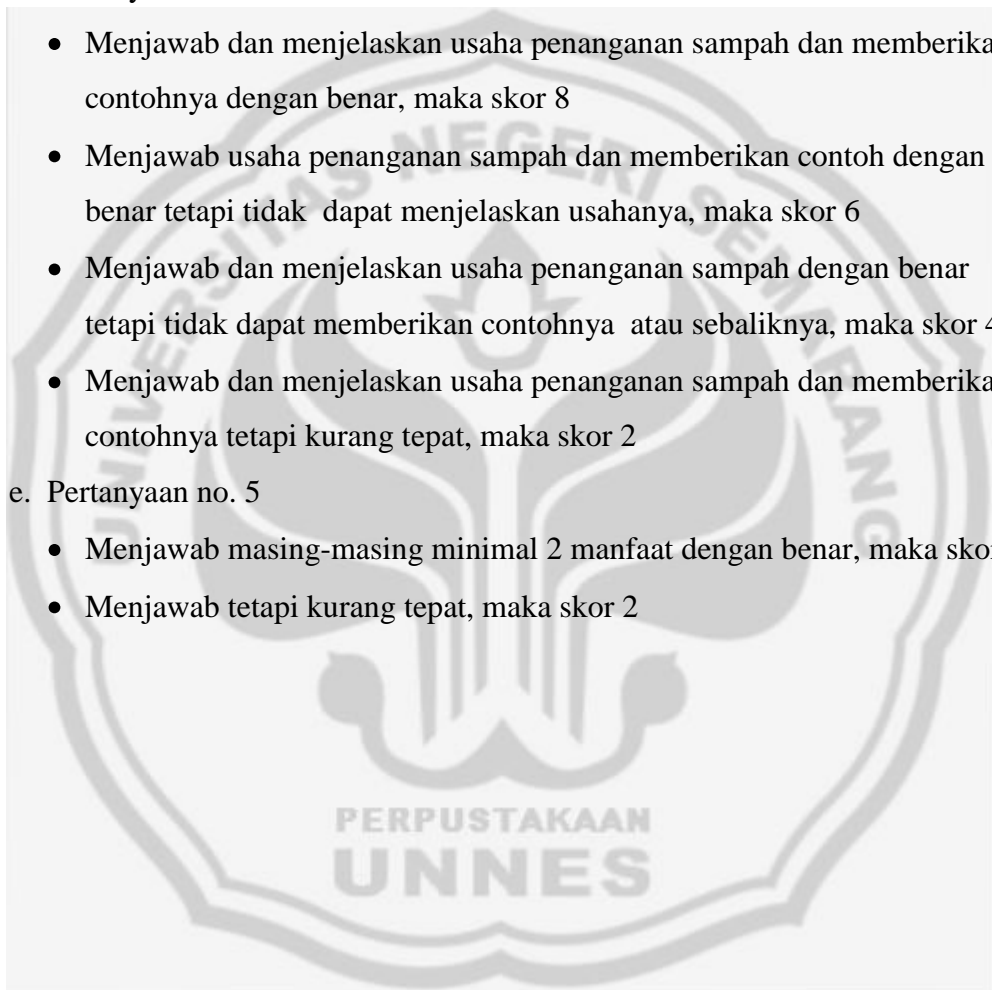 • Menjawab dan menjelaskan usaha penanganan sampah dan memberika
contohnya dengan benar, maka skor 8
• Menjawab usaha penanganan sampah dan memberikan contoh dengan
benar tetapi tidak dapat menjelaskan usahanya, maka skor 6
• Menjawab dan menjelaskan usaha penanganan sampah dengan benar
tetapi tidak dapat memberikan contohnya atau sebaliknya, maka skor 4
• Menjawab dan menjelaskan usaha penanganan sampah dan memberika
contohnya tetapi kurang tepat, maka skor 2
e. Pertanyaan no. 5
• Menjawab masing-masing minimal 2 manfaat dengan benar, maka skor
• Menjawab tetapi kurang tepat, maka skor 2
UNIVERSITAS NEGERI SEMARANG
PERPUSTAKAAN
UNNES